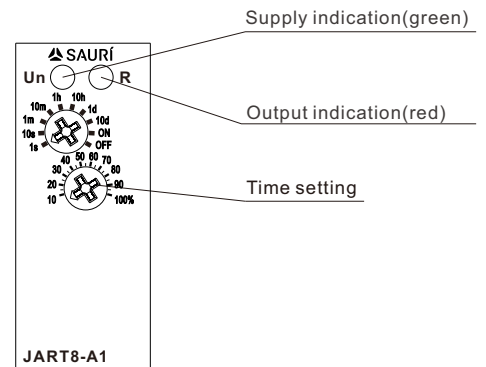 Supply indication(green)
SAURÍ
Un R
1h 10h
10m 1d
1m 10d
10s ON
1s OFF
Output indication(red)
40 50 60 70
30 80
20 90
10 100%
Time setting
JART8-A1